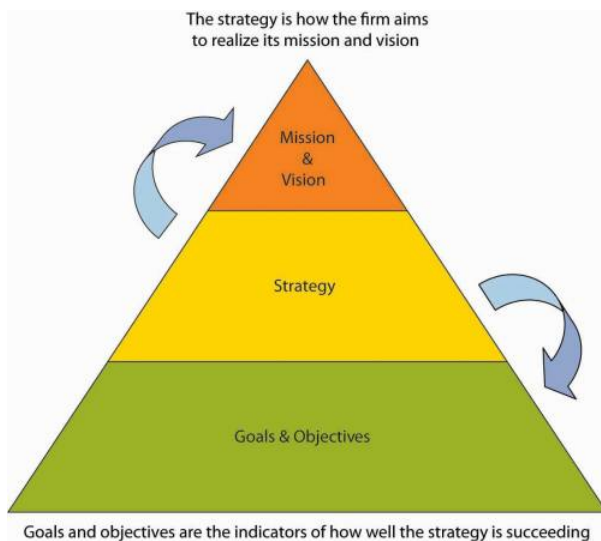 The strategy is how the firm aims
to realize its mission and vision
Mission
&
Vision
Strategy
Goals & Objectives
Goals and objectives are the indicators of how well the strategy is succeeding